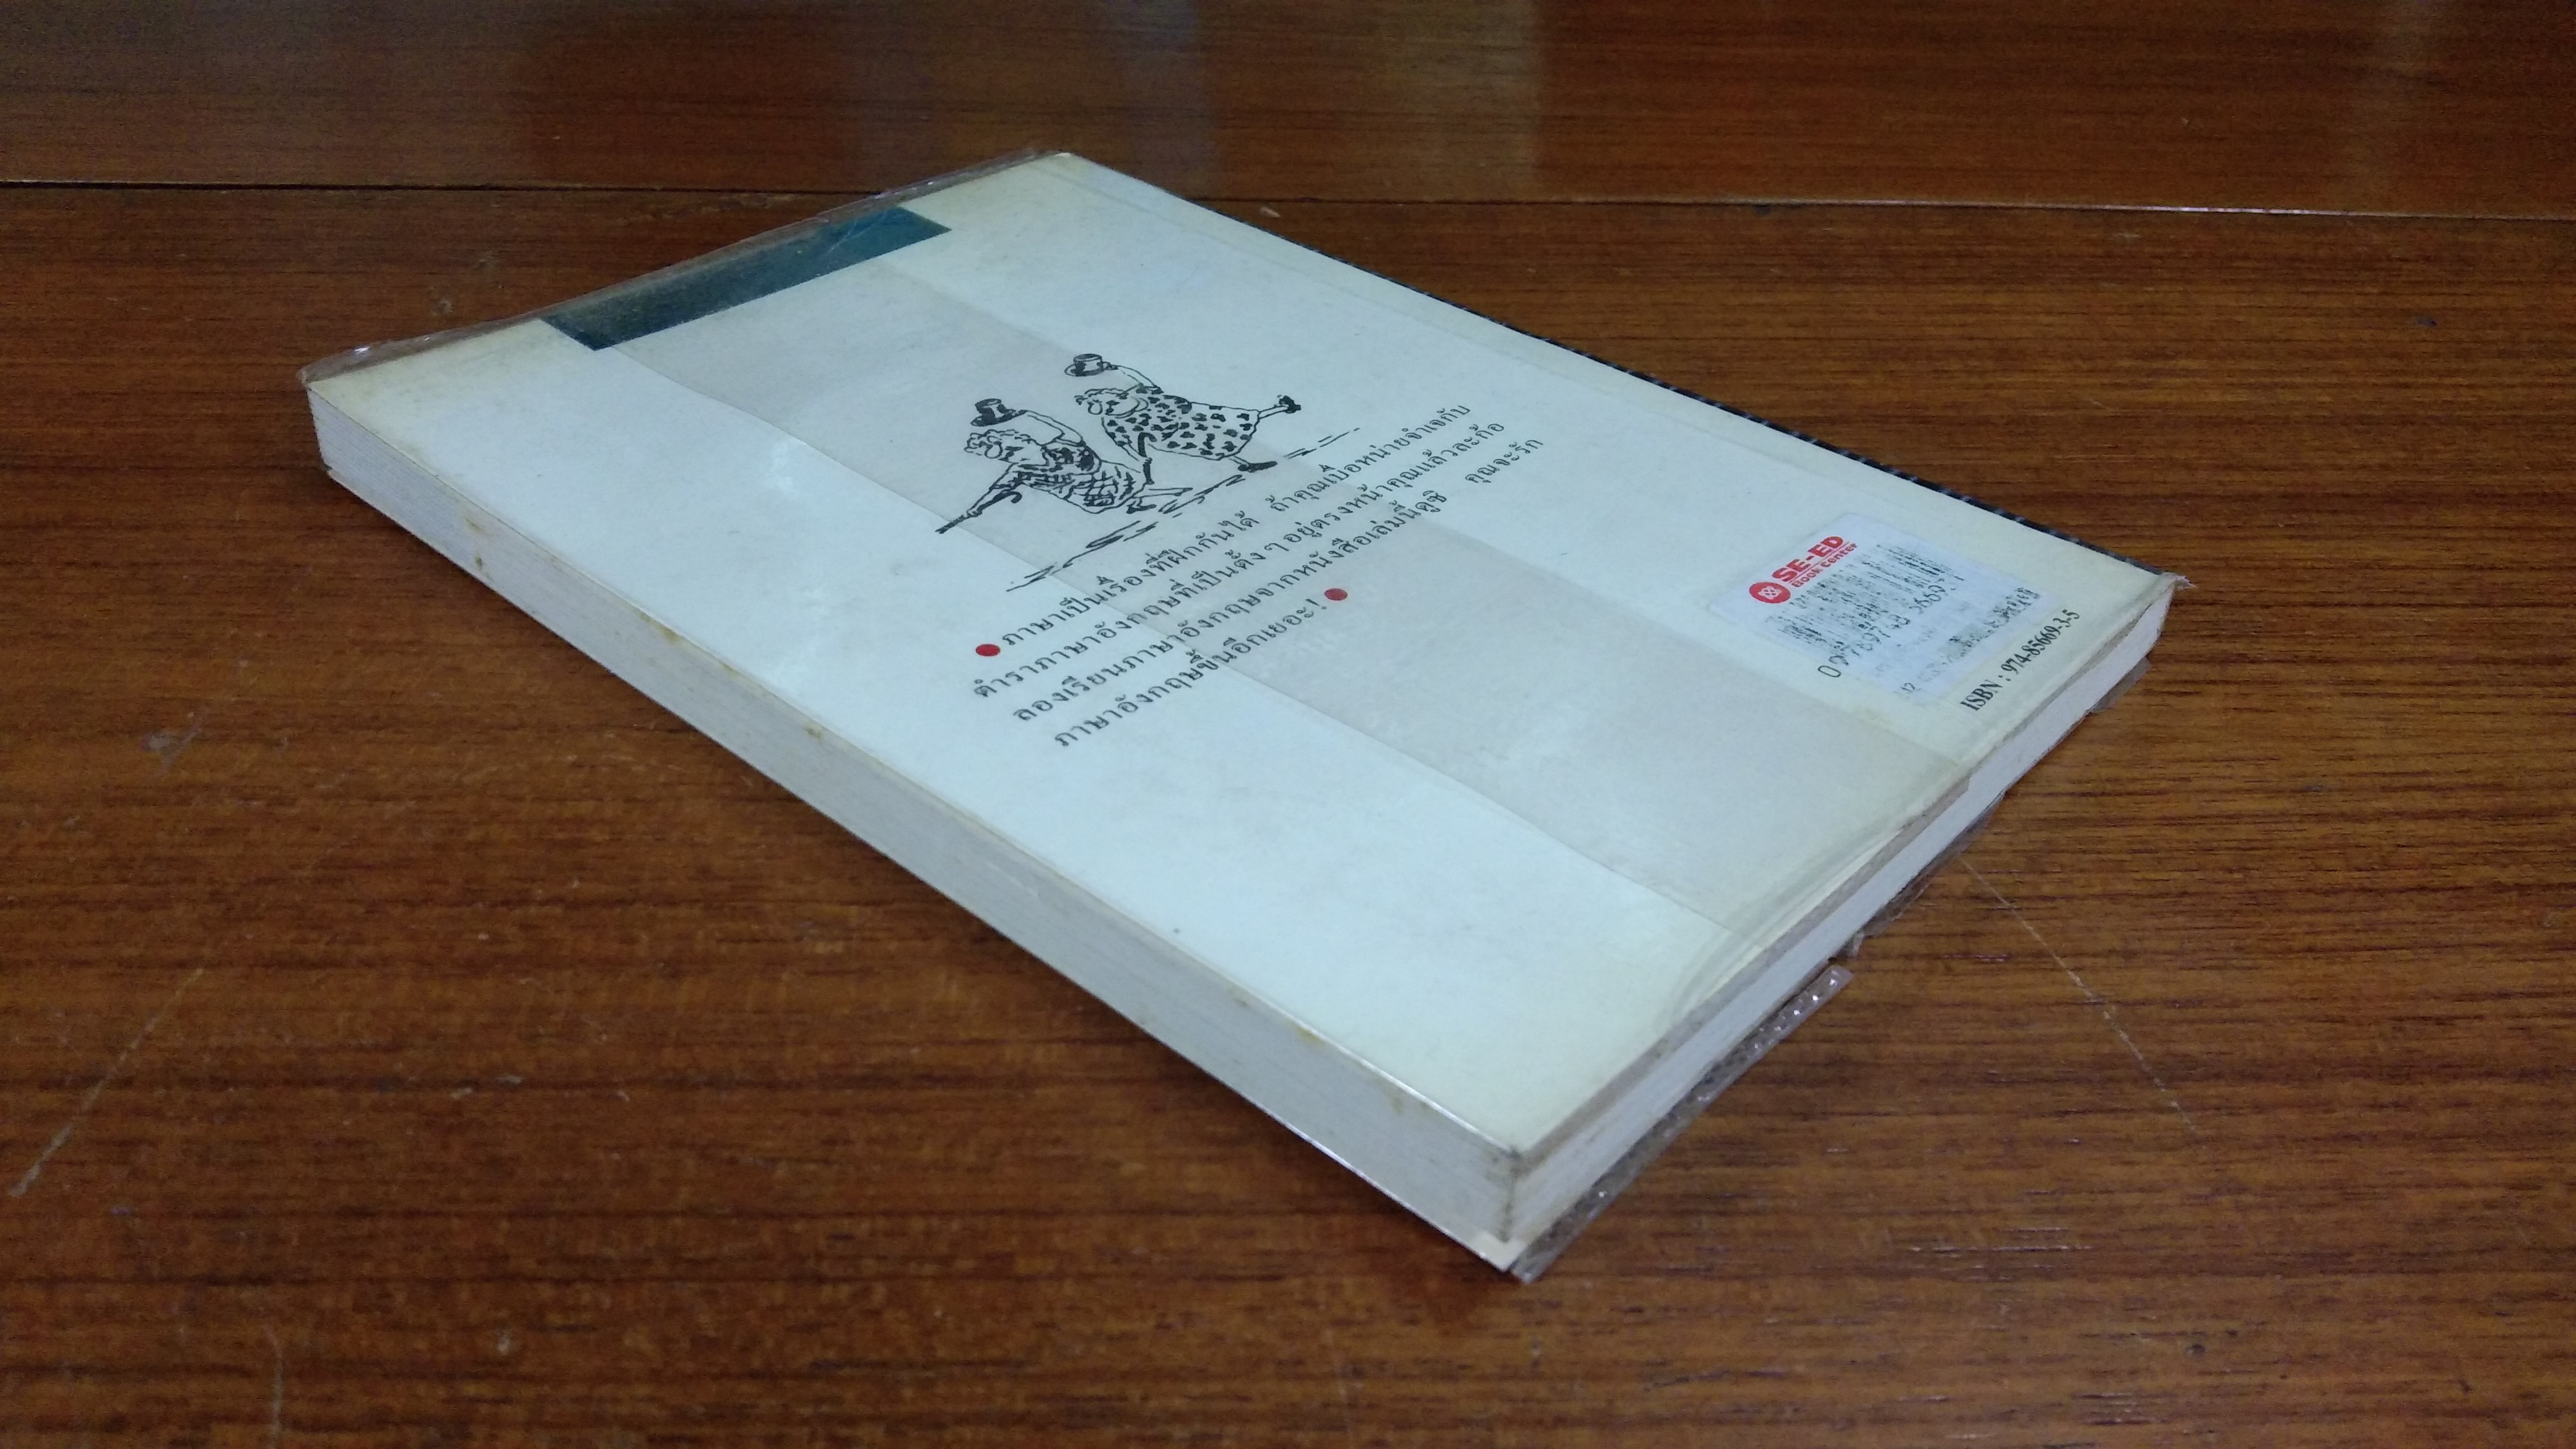 ● ภาษาเป็นเรื่องที่ฝึกกันได้ ถ้าคุณเบื่อหน่ายจำเจกับ
ตำราภาษาอังกฤษที่เป็นตั้ง ๆ อยู่ตรงหน้าคุณแล้วละก้อ
ลองเรียนภาษาอังกฤษจากหนังสือเล่มนี้ดูซิ คุณจะรัก
ภาษาอังกฤษขึ้นอีกเยอะ! ●
SE-ED
BOOK CENTER
ISBN : 974-85669-3-5